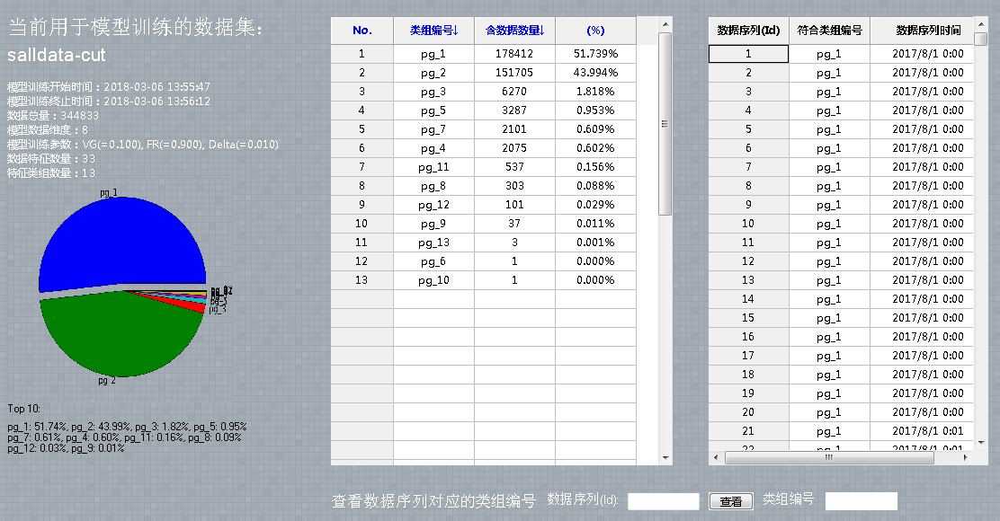 当前用于模型训练的数据集：
salldata-cut
模型训练开始时间：2018-03-06 13:55:47
模型训练终止时间：2018-03-06 13:56:12
数据总量：344833
模型数据维度：8
模型训练参数：VG(=0.100), FR(=0.900), Delta(=0.010)
数据特征数量：33
特征类组数量：13
pg_1
pg_3
pg_2
Top 10:
pg_1: 51.74%, pg_2: 43.99%, pg_3: 1.82%, pg_5: 0.95%
pg_7: 0.61%, pg_4: 0.60%, pg_11: 0.16%, pg_8: 0.09%
pg_12: 0.03%, pg_9: 0.01%
No. 类组编号↓ 含数据数量↓ (%)
1 pg_1 178412 51.739%
2 pg_2 151705 43.994%
3 pg_3 6270 1.818%
4 pg_5 3287 0.953%
5 pg_7 2101 0.609%
6 pg_4 2075 0.602%
7 pg_11 537 0.156%
8 pg_8 303 0.088%
9 pg_12 101 0.029%
10 pg_9 37 0.011%
11 pg_13 3 0.001%
12 pg_6 1 0.000%
13 pg_10 1 0.000%
数据序列(Id) 符合类组编号 数据序列时间
1 pg_1 2017/8/1 0:00
2 pg_1 2017/8/1 0:00
3 pg_1 2017/8/1 0:00
4 pg_1 2017/8/1 0:00
5 pg_1 2017/8/1 0:00
6 pg_1 2017/8/1 0:00
7 pg_1 2017/8/1 0:00
8 pg_1 2017/8/1 0:00
9 pg_1 2017/8/1 0:00
10 pg_1 2017/8/1 0:00
11 pg_1 2017/8/1 0:00
12 pg_1 2017/8/1 0:00
13 pg_1 2017/8/1 0:00
14 pg_1 2017/8/1 0:00
15 pg_1 2017/8/1 0:00
16 pg_1 2017/8/1 0:00
17 pg_1 2017/8/1 0:00
18 pg_1 2017/8/1 0:00
19 pg_1 2017/8/1 0:00
20 pg_1 2017/8/1 0:00
21 pg_1 2017/8/1 0:01
22 pg_1 2017/8/1 0:01
查看数据序列对应的类组编号 数据序列(Id): 查看 类组编号